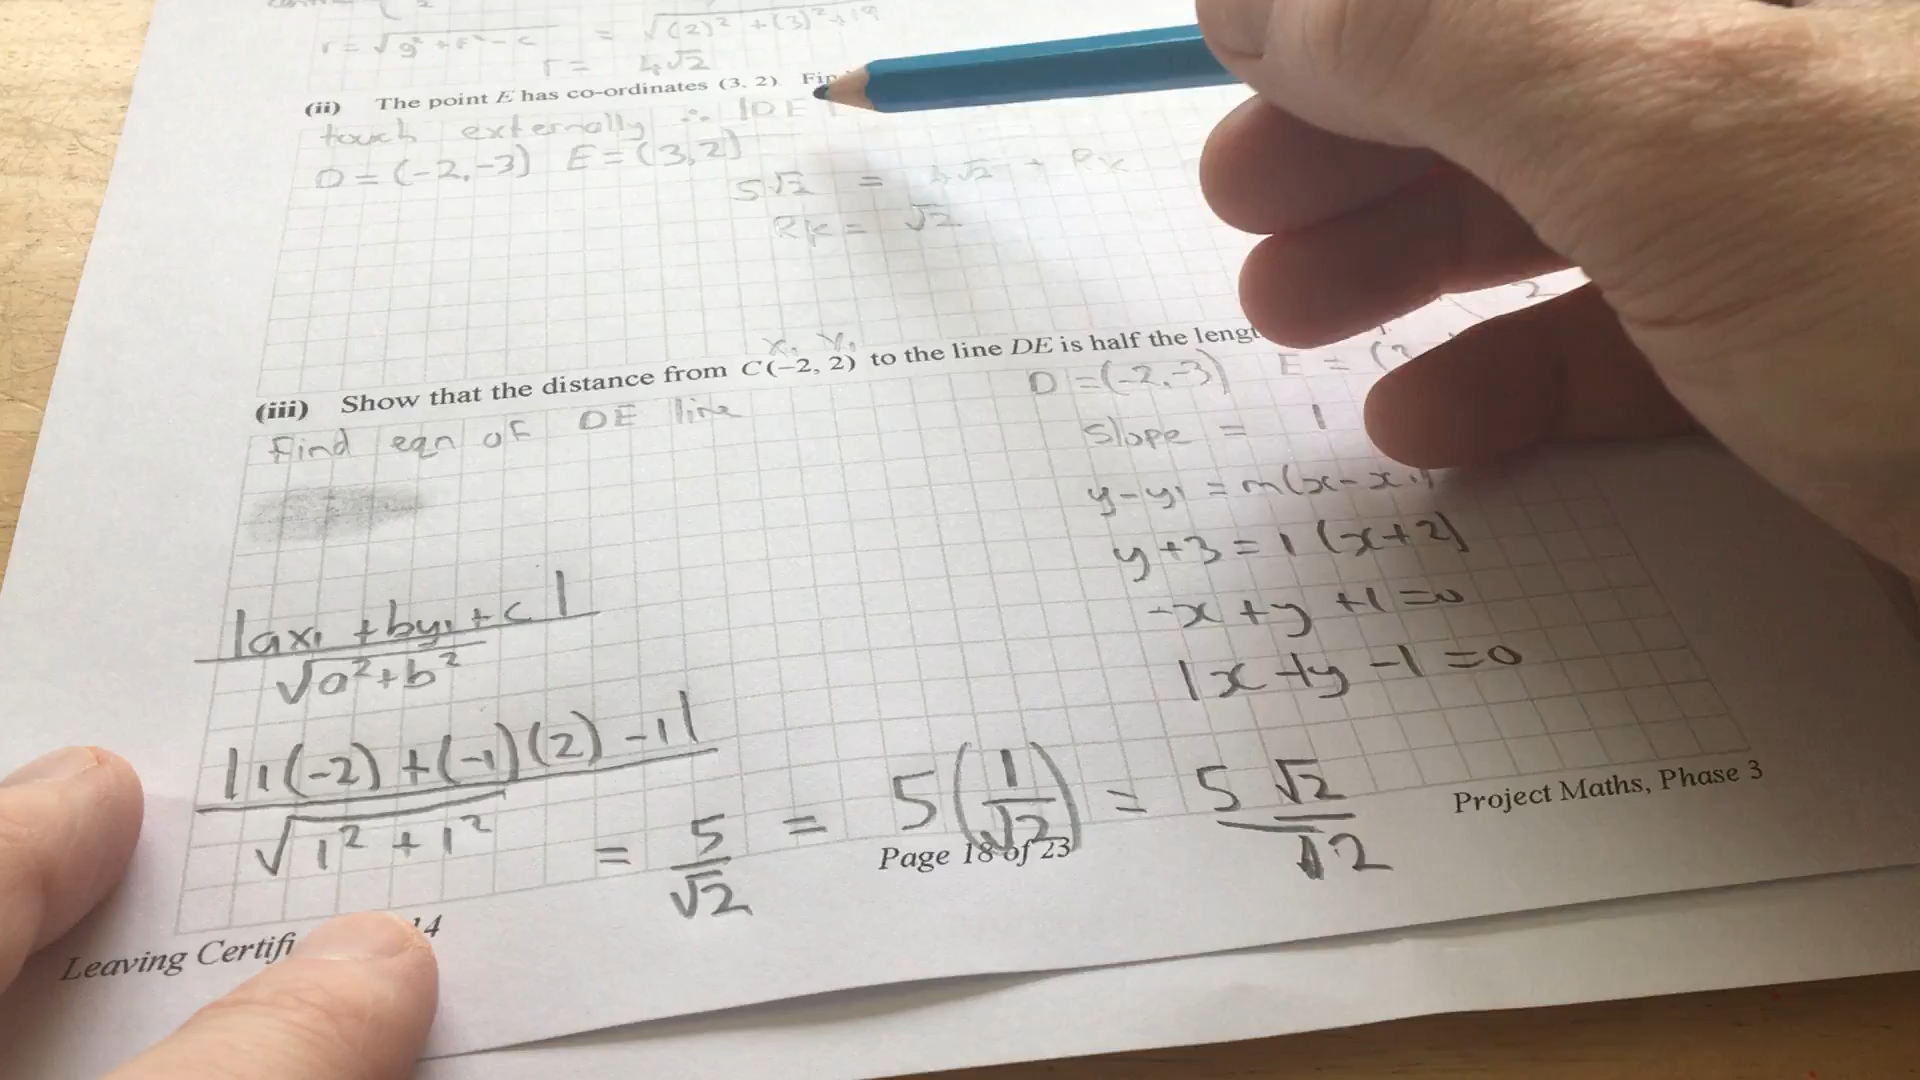 r = √g² + f² - c = √(2)² + (3)² + 19
r = 4√2
(ii) The point E has co-ordinates (3, 2).
touch externally ∴ |DE
D = (-2,-3) E = (3,2)
5√2 = 4√2 + Rk
Rk = √2
x₁ y₁
(iii) Show that the distance from C(−2, 2) to the line DE is half the
D = (-2,-3) E =
Find eqn of DE line
slope = 1
y-y₁ = m(x-x₁)
y+3 = 1(x+2)
-x+y+1=0
1x-1y-1=0
|ax₁ + by₁ + c|
√a²+b²
|1(-2) + (-1)(2) -1|
√1² + 1²
= 5/√2 = 5(1/√2) = 5√2/√2
Project Maths, Phase 3
Page 18 of 23
Leaving